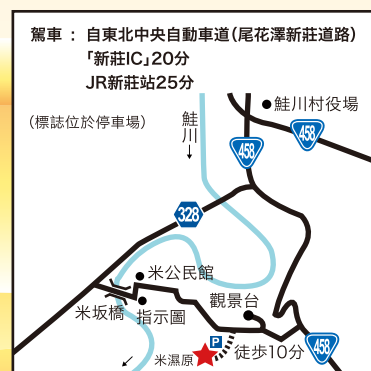 駕車：自東北中央自動車道（尾花澤新莊道路）
「新莊IC」20分
JR新莊站25分
（標誌位於停車場）
鮭川
鮭川村役場
458
458
328
米公民館
米坂橋
指示圖
觀景台
P
米濕原
徒歩10分
458